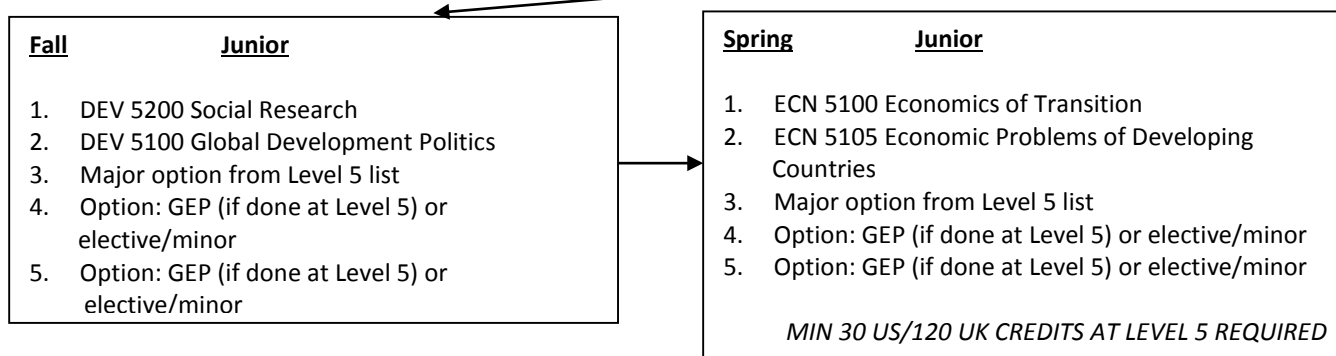 Fall Junior
1. DEV 5200 Social Research
2. DEV 5100 Global Development Politics
3. Major option from Level 5 list
4. Option: GEP (if done at Level 5) or
elective/minor
5. Option: GEP (if done at Level 5) or
elective/minor
Spring Junior
1. ECN 5100 Economics of Transition
2. ECN 5105 Economic Problems of Developing
Countries
3. Major option from Level 5 list
4. Option: GEP (if done at Level 5) or elective/minor
5. Option: GEP (if done at Level 5) or elective/minor
MIN 30 US/120 UK CREDITS AT LEVEL 5 REQUIRED